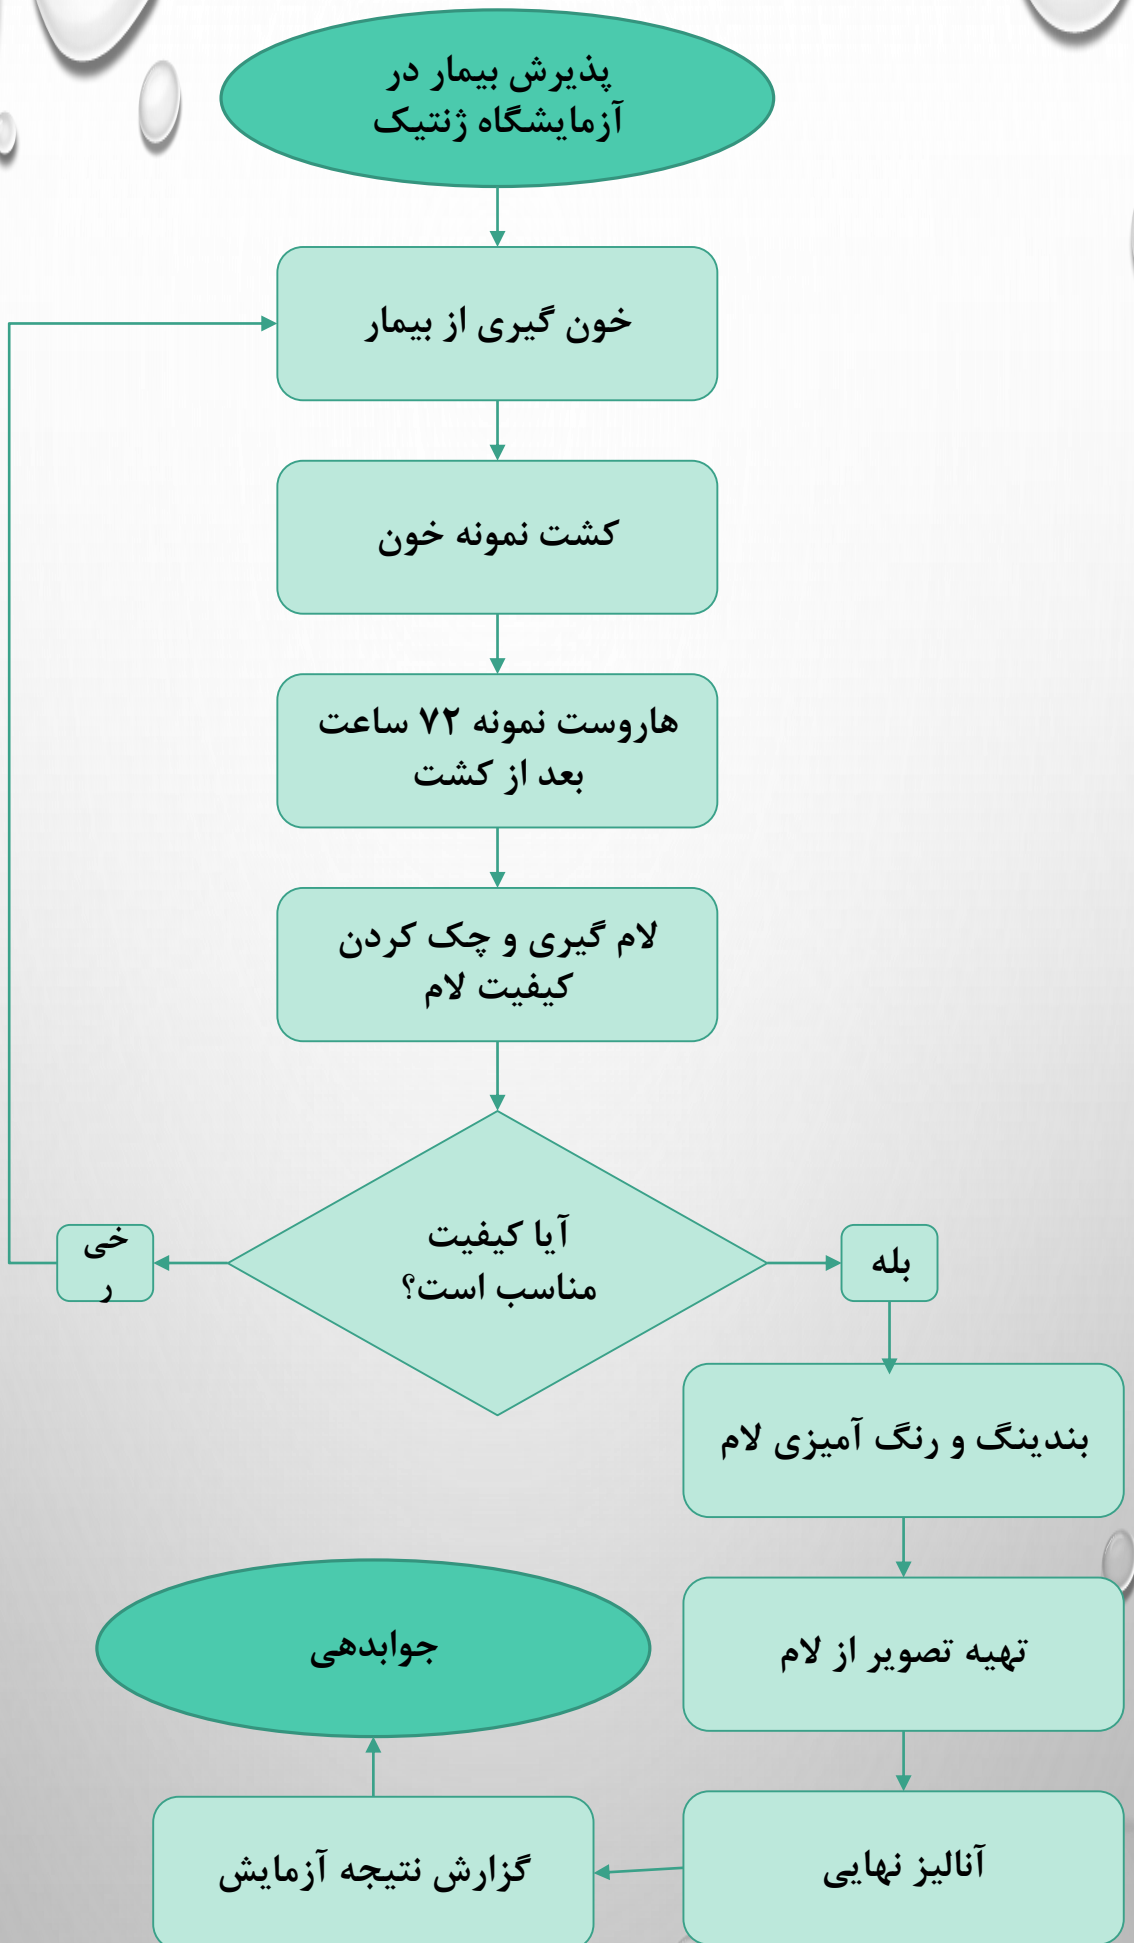 پذیرش بیمار در
آزمایشگاه ژنتیک
خون گیری از بیمار
کشت نمونه خون
هاروست نمونه ۷۲ ساعت
بعد از کشت
لام گیری و چک کردن
کیفیت لام
آیا کیفیت
مناسب است؟
بله
خی
ر
بندینگ و رنگ آمیزی لام
تهیه تصویر از لام
آنالیز نهایی
گزارش نتیجه آزمایش
جوابدهی